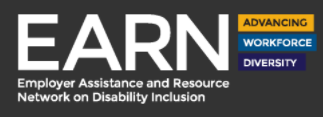 EARN
ADVANCING
WORKFORCE
DIVERSITY
Employer Assistance and Resource
Network on Disability Inclusion